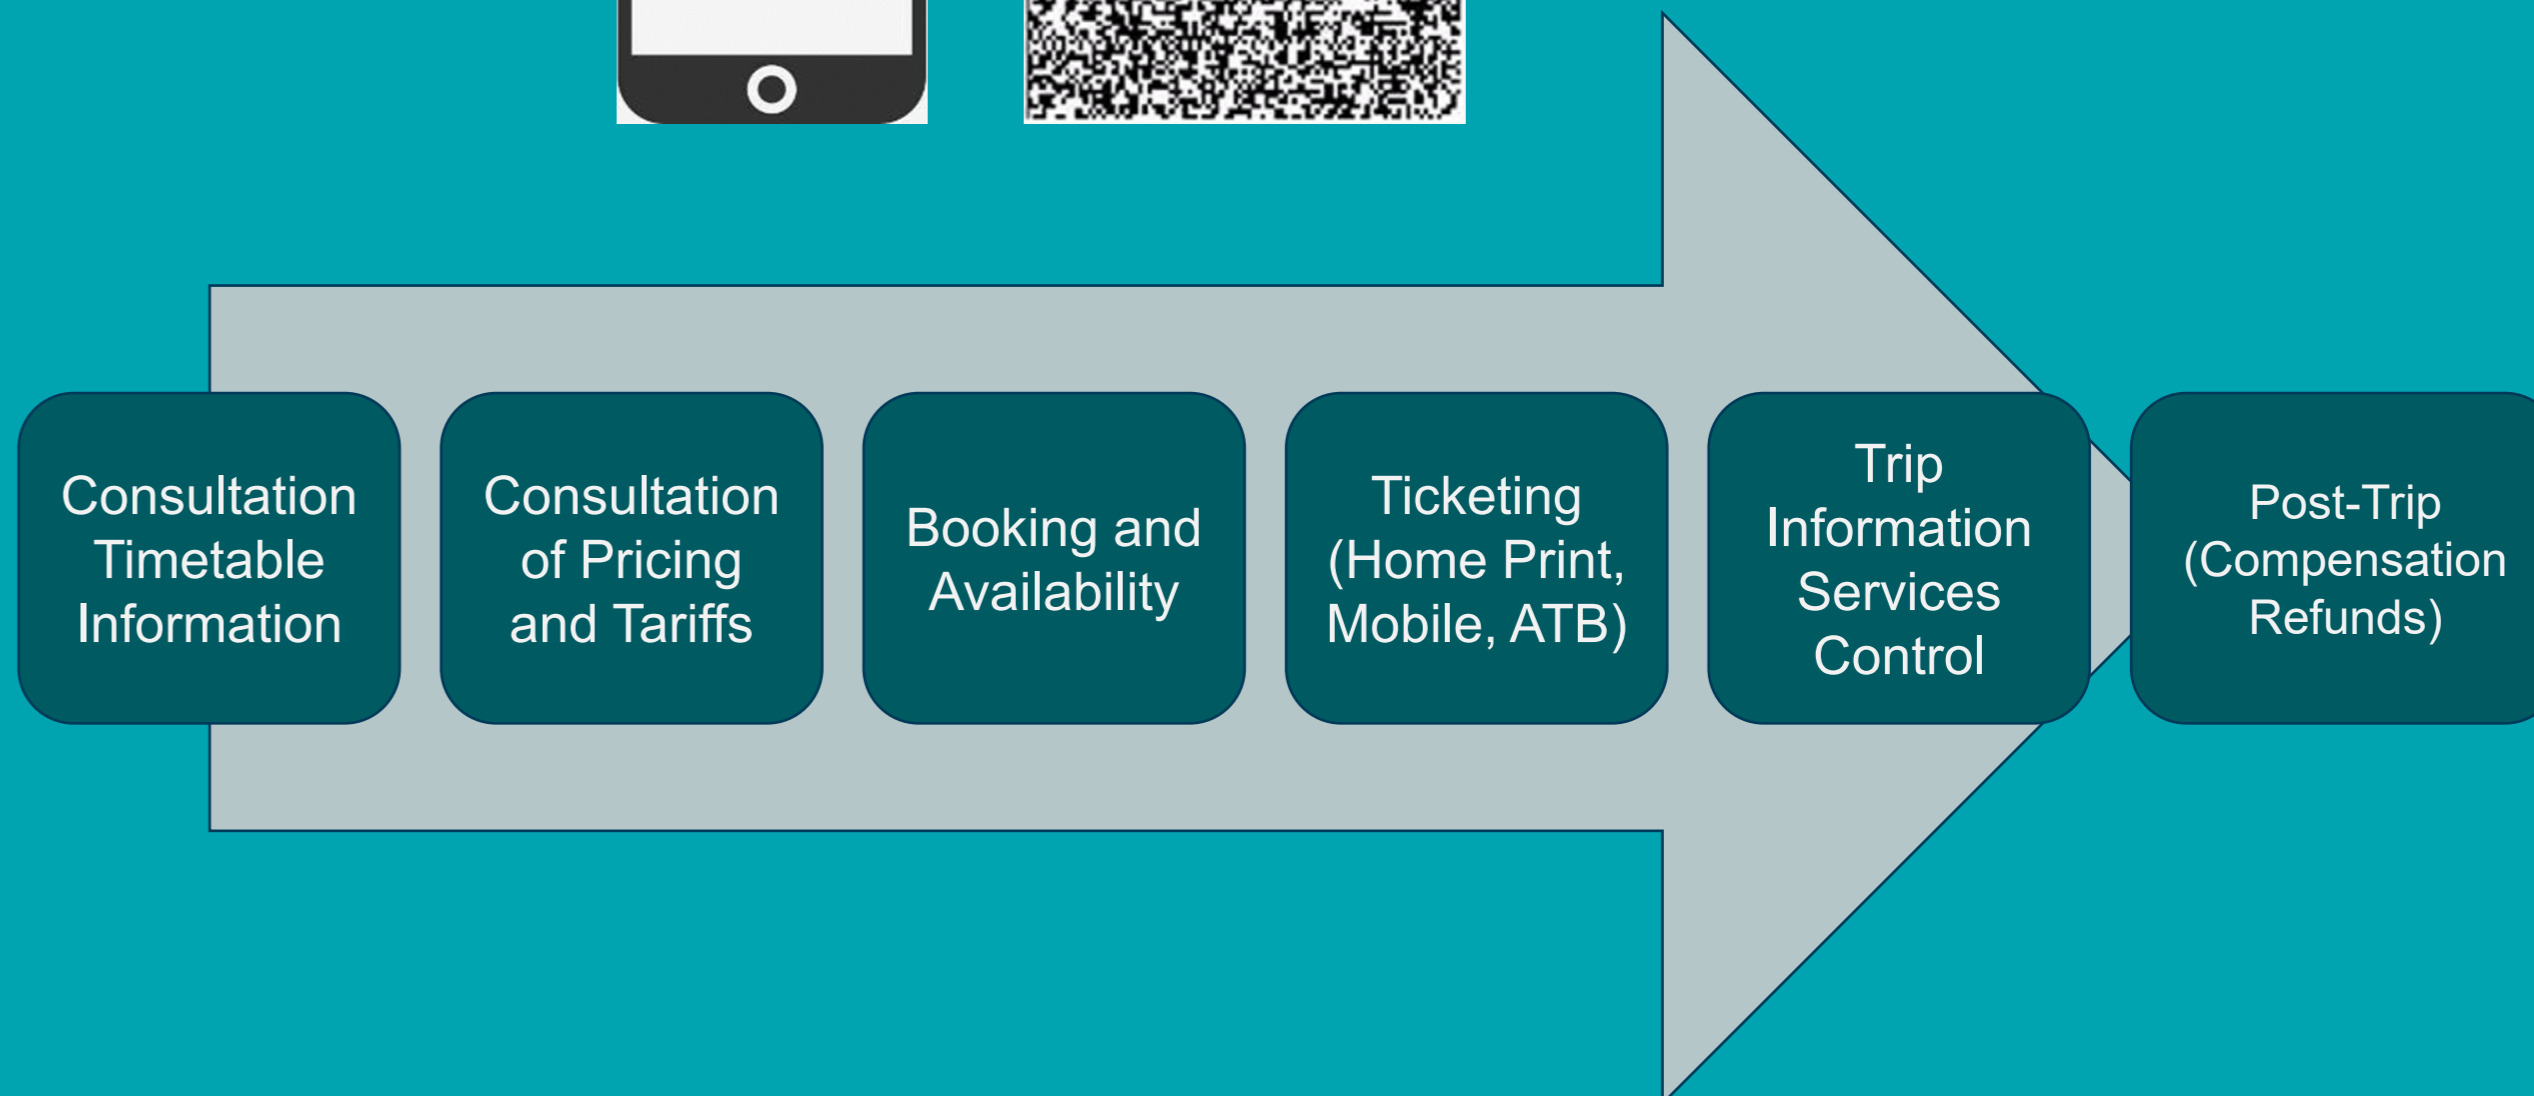 Consultation
Timetable
Information
Consultation
of Pricing
and Tariffs
Booking and
Availability
Ticketing
(Home Print,
Mobile, ATB)
Trip
Information
Services
Control
Post-Trip
(Compensation
Refunds)